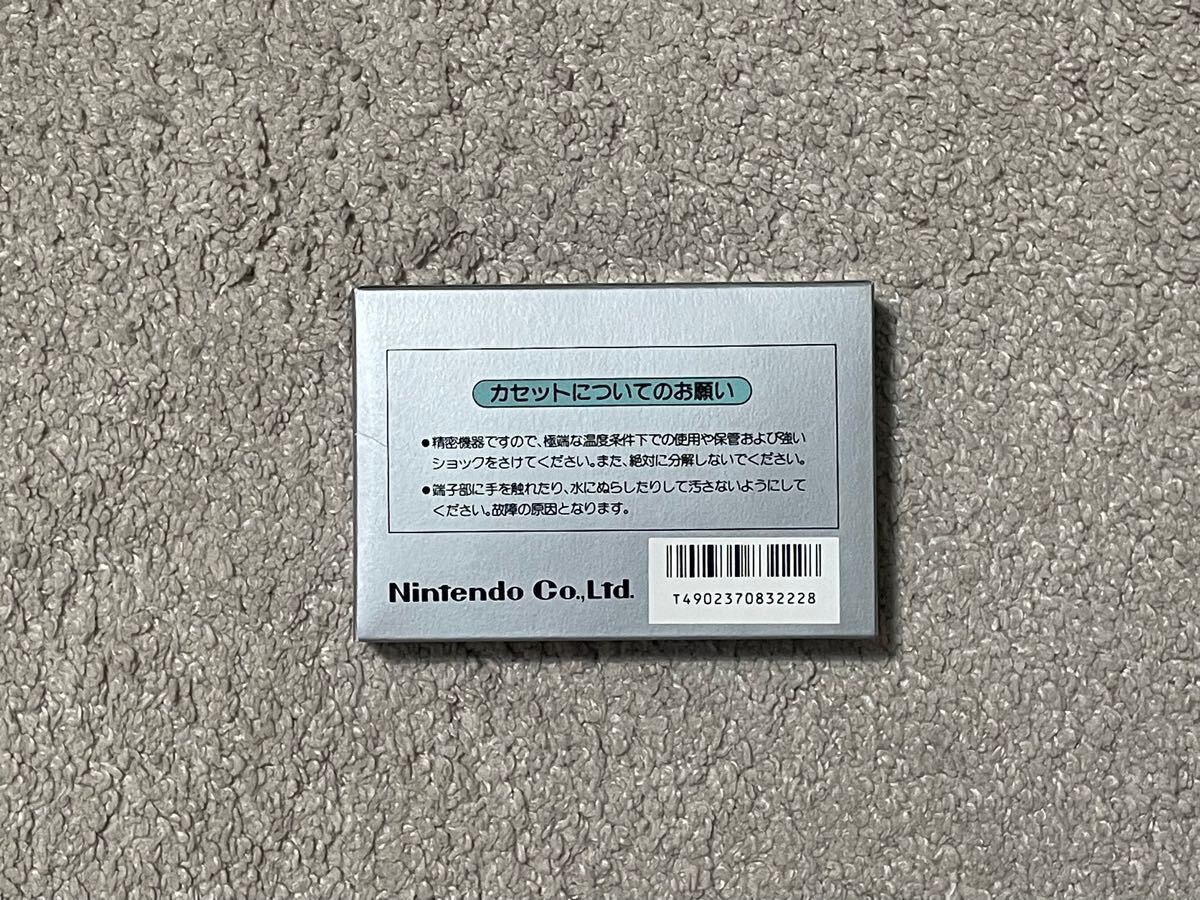 カセットについてのお願い
●精密機器ですので、極端な温度条件下での使用や保管および強い
ショックをさけてください。また、絶対に分解しないでください。
●端子部に手を触れたり、水にぬらしたりして汚さないようにして
ください。故障の原因となります。
Nintendo Co.,Ltd.
T4902370832228